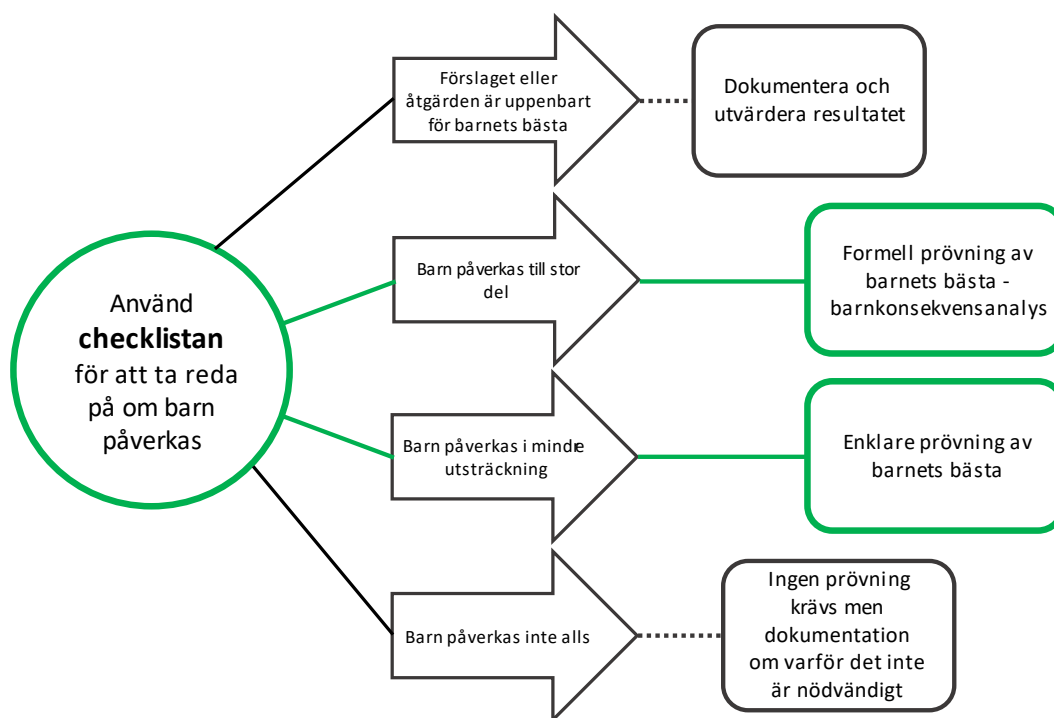 Använd
checklistan
för att ta reda
på om barn
påverkas
Förslaget eller
åtgärden är uppenbart
för barnets bästa
Dokumentera och
utvärdera resultatet
Barn påverkas till stor
del
Formell prövning av
barnets bästa -
barnkonsekvensanalys
Barn påverkas i mindre
utsträckning
Enklare prövning av
barnets bästa
Barn påverkas inte alls
Ingen prövning
krävs men
dokumentation
om varför det inte
är nödvändigt